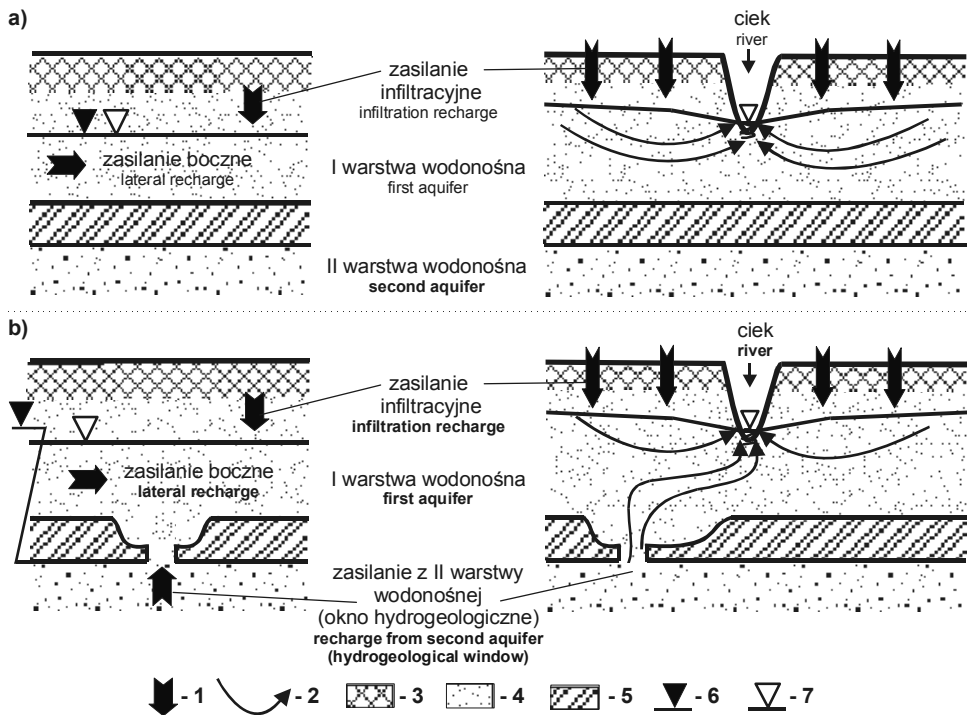 a)
ciek
river
zasilanie
infiltracyjne
infiltration recharge
zasilanie boczne
lateral recharge
I warstwa wodonośna
first aquifer
II warstwa wodonośna
second aquifer
b)
ciek
river
zasilanie
infiltracyjne
infiltration recharge
zasilanie boczne
lateral recharge
I warstwa wodonośna
first aquifer
zasilanie z II warstwy
wodonośnej
(okno hydrogeologiczne)
recharge from second aquifer
(hydrogeological window)
- 1 - 2 - 3 - 4 - 5 - 6 - 7